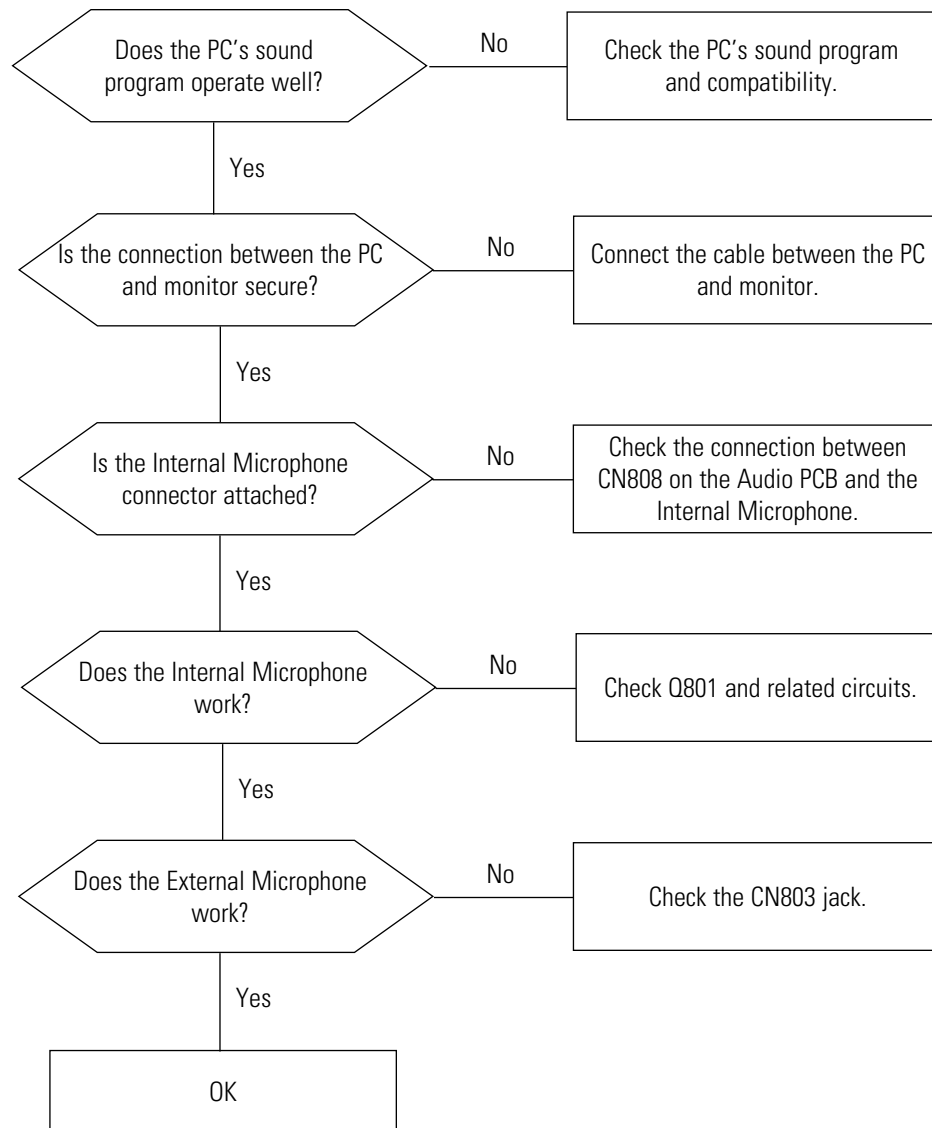 Does the PC's sound
program operate well?
No
Check the PC's sound program
and compatibility.
Yes
Is the connection between the PC
and monitor secure?
No
Connect the cable between the PC
and monitor.
Yes
Is the Internal Microphone
connector attached?
No
Check the connection between
CN808 on the Audio PCB and the
Internal Microphone.
Yes
Does the Internal Microphone
work?
No
Check Q801 and related circuits.
Yes
Does the External Microphone
work?
No
Check the CN803 jack.
Yes
OK